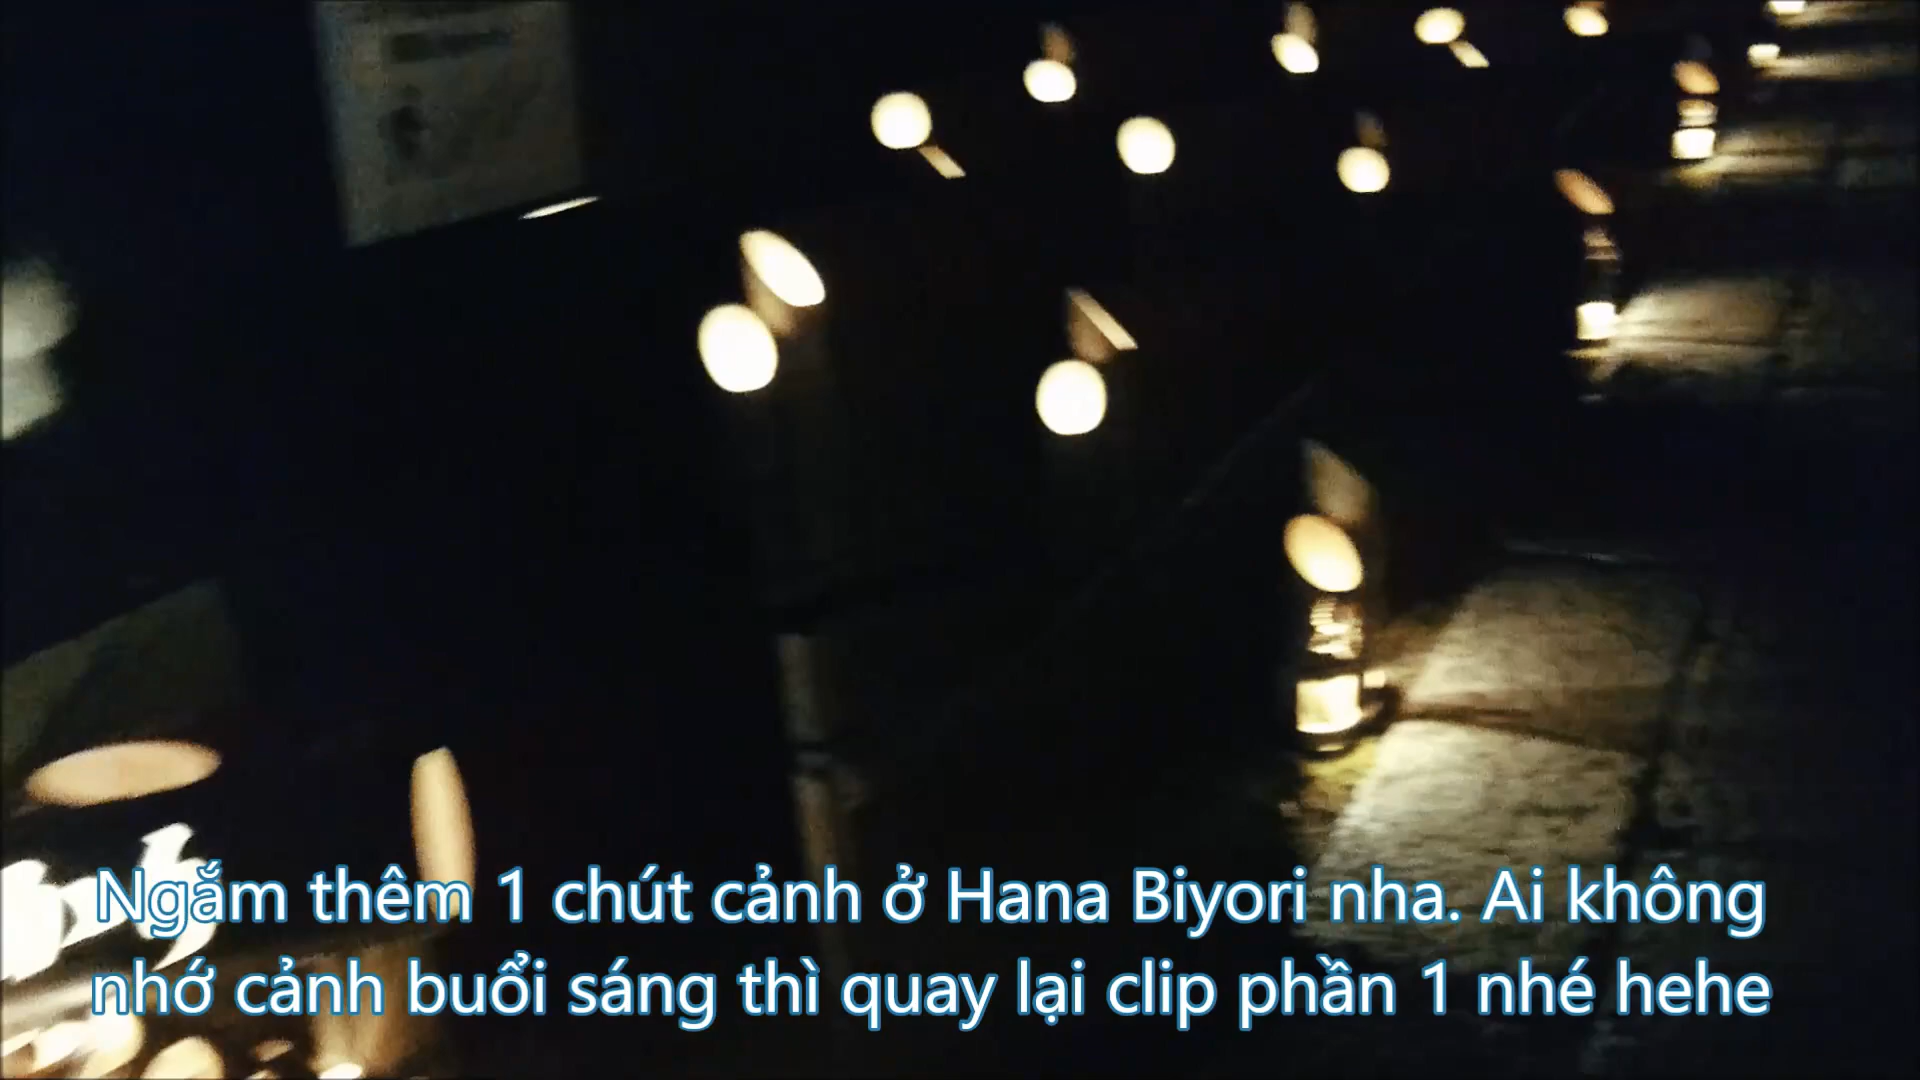 Ngắm thêm 1 chút cảnh ở Hana Biyori nha. Ai không
nhớ cảnh buổi sáng thì quay lại clip phần 1 nhé hehe